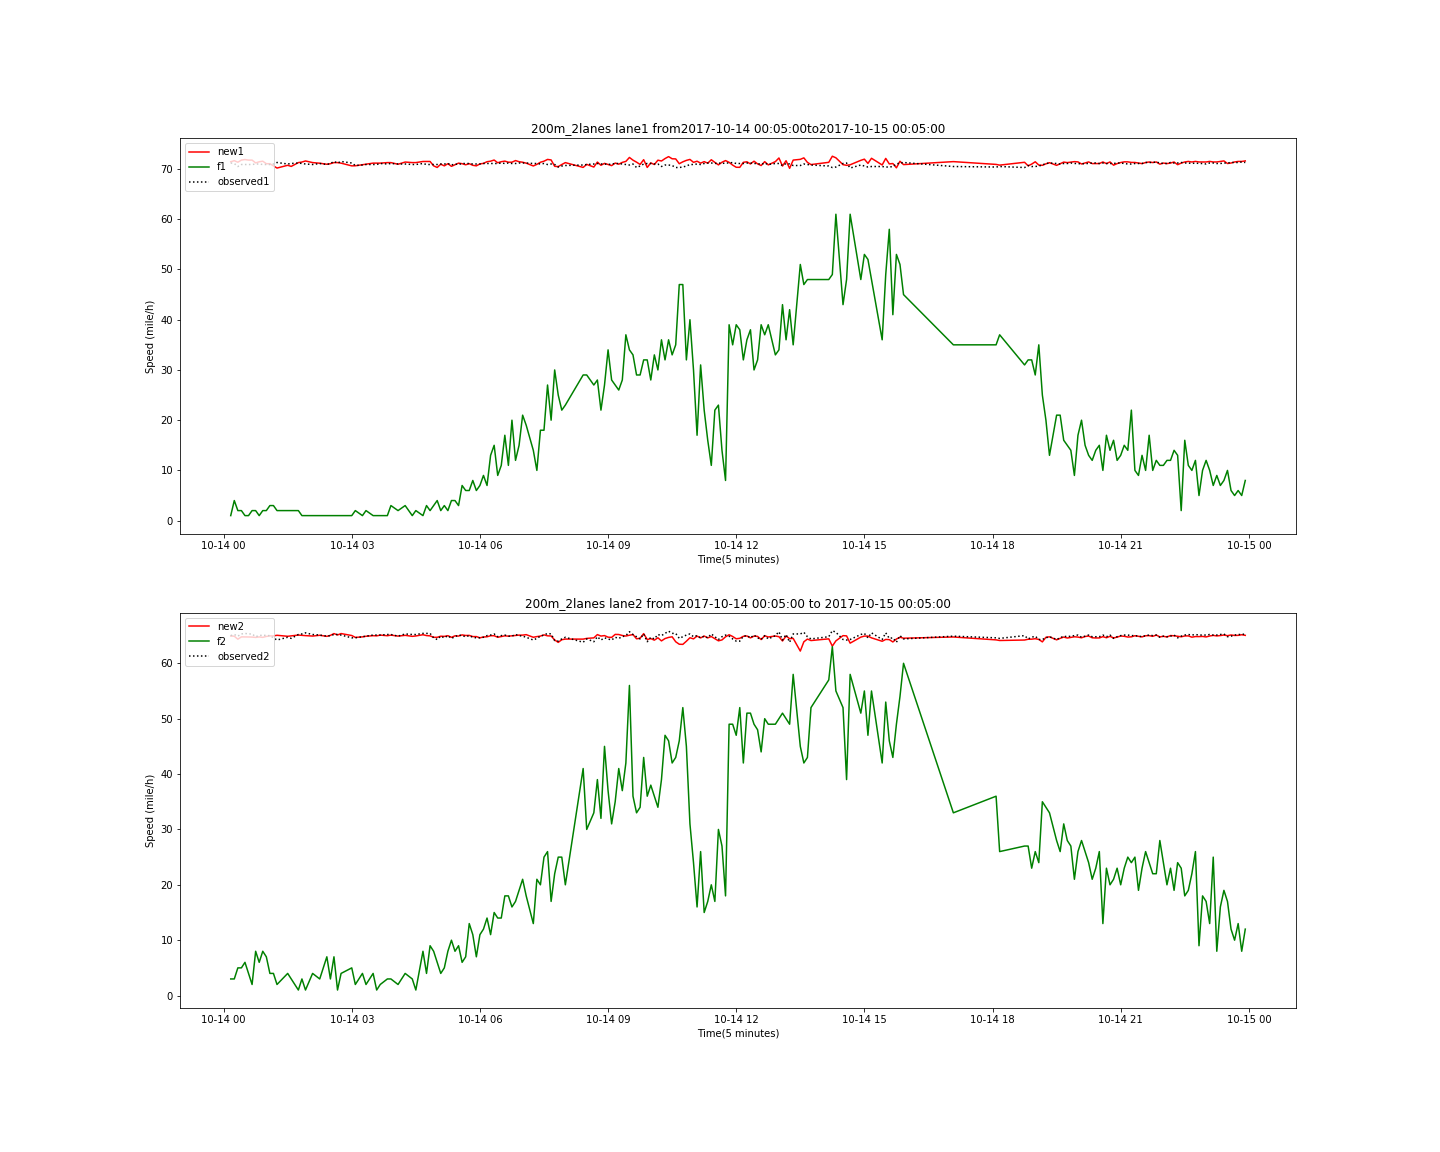 200m_2lanes lane1 from2017-10-14 00:05:00to2017-10-15 00:05:00
new1
f1
observed1
70
60
50
40
30
20
10
0
Speed (mile/h)
10-14 00 10-14 03 10-14 06 10-14 09 10-14 12 10-14 15 10-14 18 10-14 21 10-15 00
Time(5 minutes)
200m_2lanes lane2 from 2017-10-14 00:05:00 to 2017-10-15 00:05:00
new2
f2
observed2
60
50
40
30
20
10
0
Speed (mile/h)
10-14 00 10-14 03 10-14 06 10-14 09 10-14 12 10-14 15 10-14 18 10-14 21 10-15 00
Time(5 minutes)